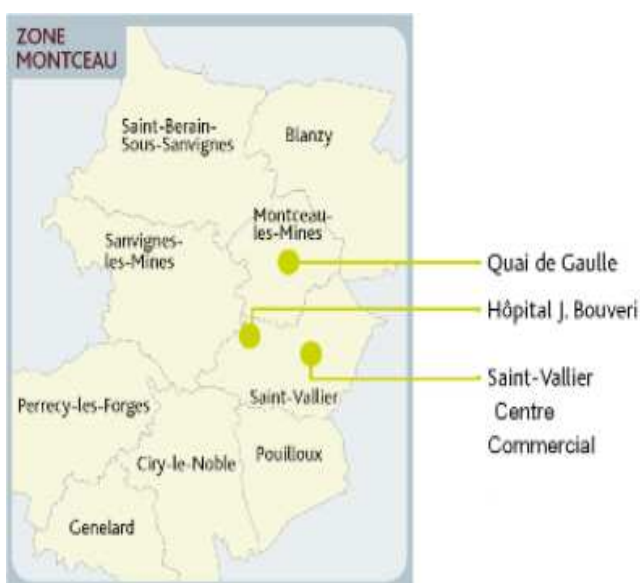 ZONE
MONTCEAU
Saint-Berain-
Sous-Sanvignes
Blanzy
Montceau-
les-Mines
Sanvignes-
les-Mines
Quai de Gaulle
Hôpital J. Bouveri
Saint-Vallier
Centre
Commercial
Saint-Vallier
Perrecy-les-Forges
Ciry-le-Noble
Pouilloux
Genelard